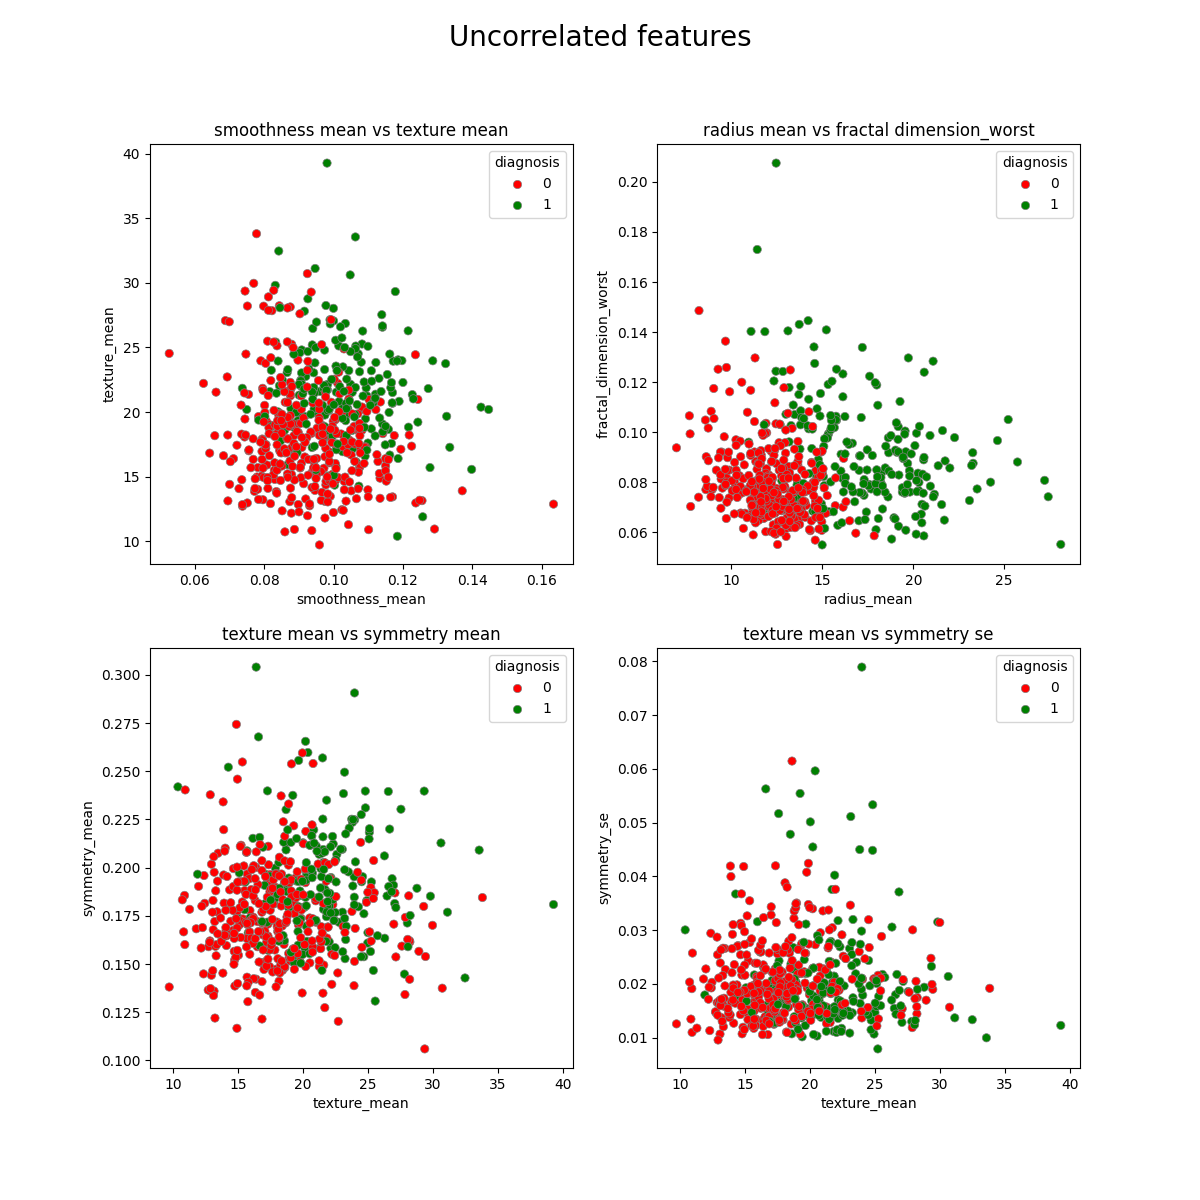 Uncorrelated features
smoothness mean vs texture mean
texture_mean
40
35
30
25
20
15
10
diagnosis
0
1
0.06 0.08 0.10 0.12 0.14 0.16
smoothness_mean
radius mean vs fractal dimension_worst
fractal_dimension_worst
0.20
0.18
0.16
0.14
0.12
0.10
0.08
0.06
diagnosis
0
1
10 15 20 25
radius_mean
texture mean vs symmetry mean
symmetry_mean
0.300
0.275
0.250
0.225
0.200
0.175
0.150
0.125
0.100
diagnosis
0
1
10 15 20 25 30 35 40
texture_mean
texture mean vs symmetry se
symmetry_se
0.08
0.07
0.06
0.05
0.04
0.03
0.02
0.01
diagnosis
0
1
10 15 20 25 30 35 40
texture_mean